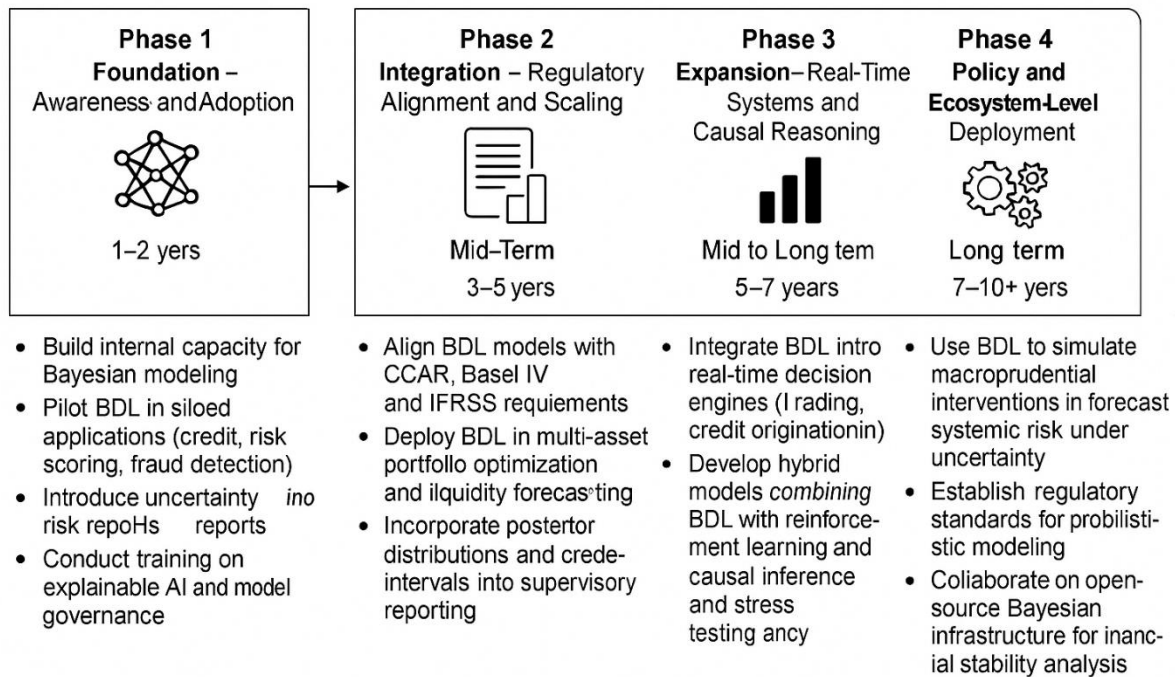 Phase 1
Foundation –
Awareness and Adoption
1–2 yers
Phase 2
Integration – Regulatory
Alignment and Scaling
Mid–Term
3–5 yers
Phase 3
Expansion–Real-Time
Systems and
Causal Reasoning
Mid to Long tem
5–7 years
Phase 4
Policy and
Ecosystem-Level
Deployment
Long term
7–10+ yers
• Build internal capacity for
Bayesian modeling
• Pilot BDL in siloed
applications (credit, risk
scoring, fraud detection)
• Introduce uncertainty ino
risk repoHs reports
• Conduct training on
explainable AI and model
governance
• Align BDL models with
CCAR, Basel IV
and IFRSS requiements
• Deploy BDL in multi-asset
portfollo optimization
and ilquidity forecasting
• Incorporate postertor
distributions and crede-
intervals into supervisory
reporting
• Integrate BDL intro
real-time decision
engines (I rading,
credit originationin)
• Develop hybrid
models combining
BDL with reinforce-
ment learning and
causal inference
and stress
testing ancy
• Use BDL to simulate
macroprudential
interventions in forecast
systemic risk under
uncertainty
• Establish regulatory
standards for probilisti-
stic modeling
• Coliaborate on open-
source Bayesian
infrastructure for inanc-
ial stability analysis